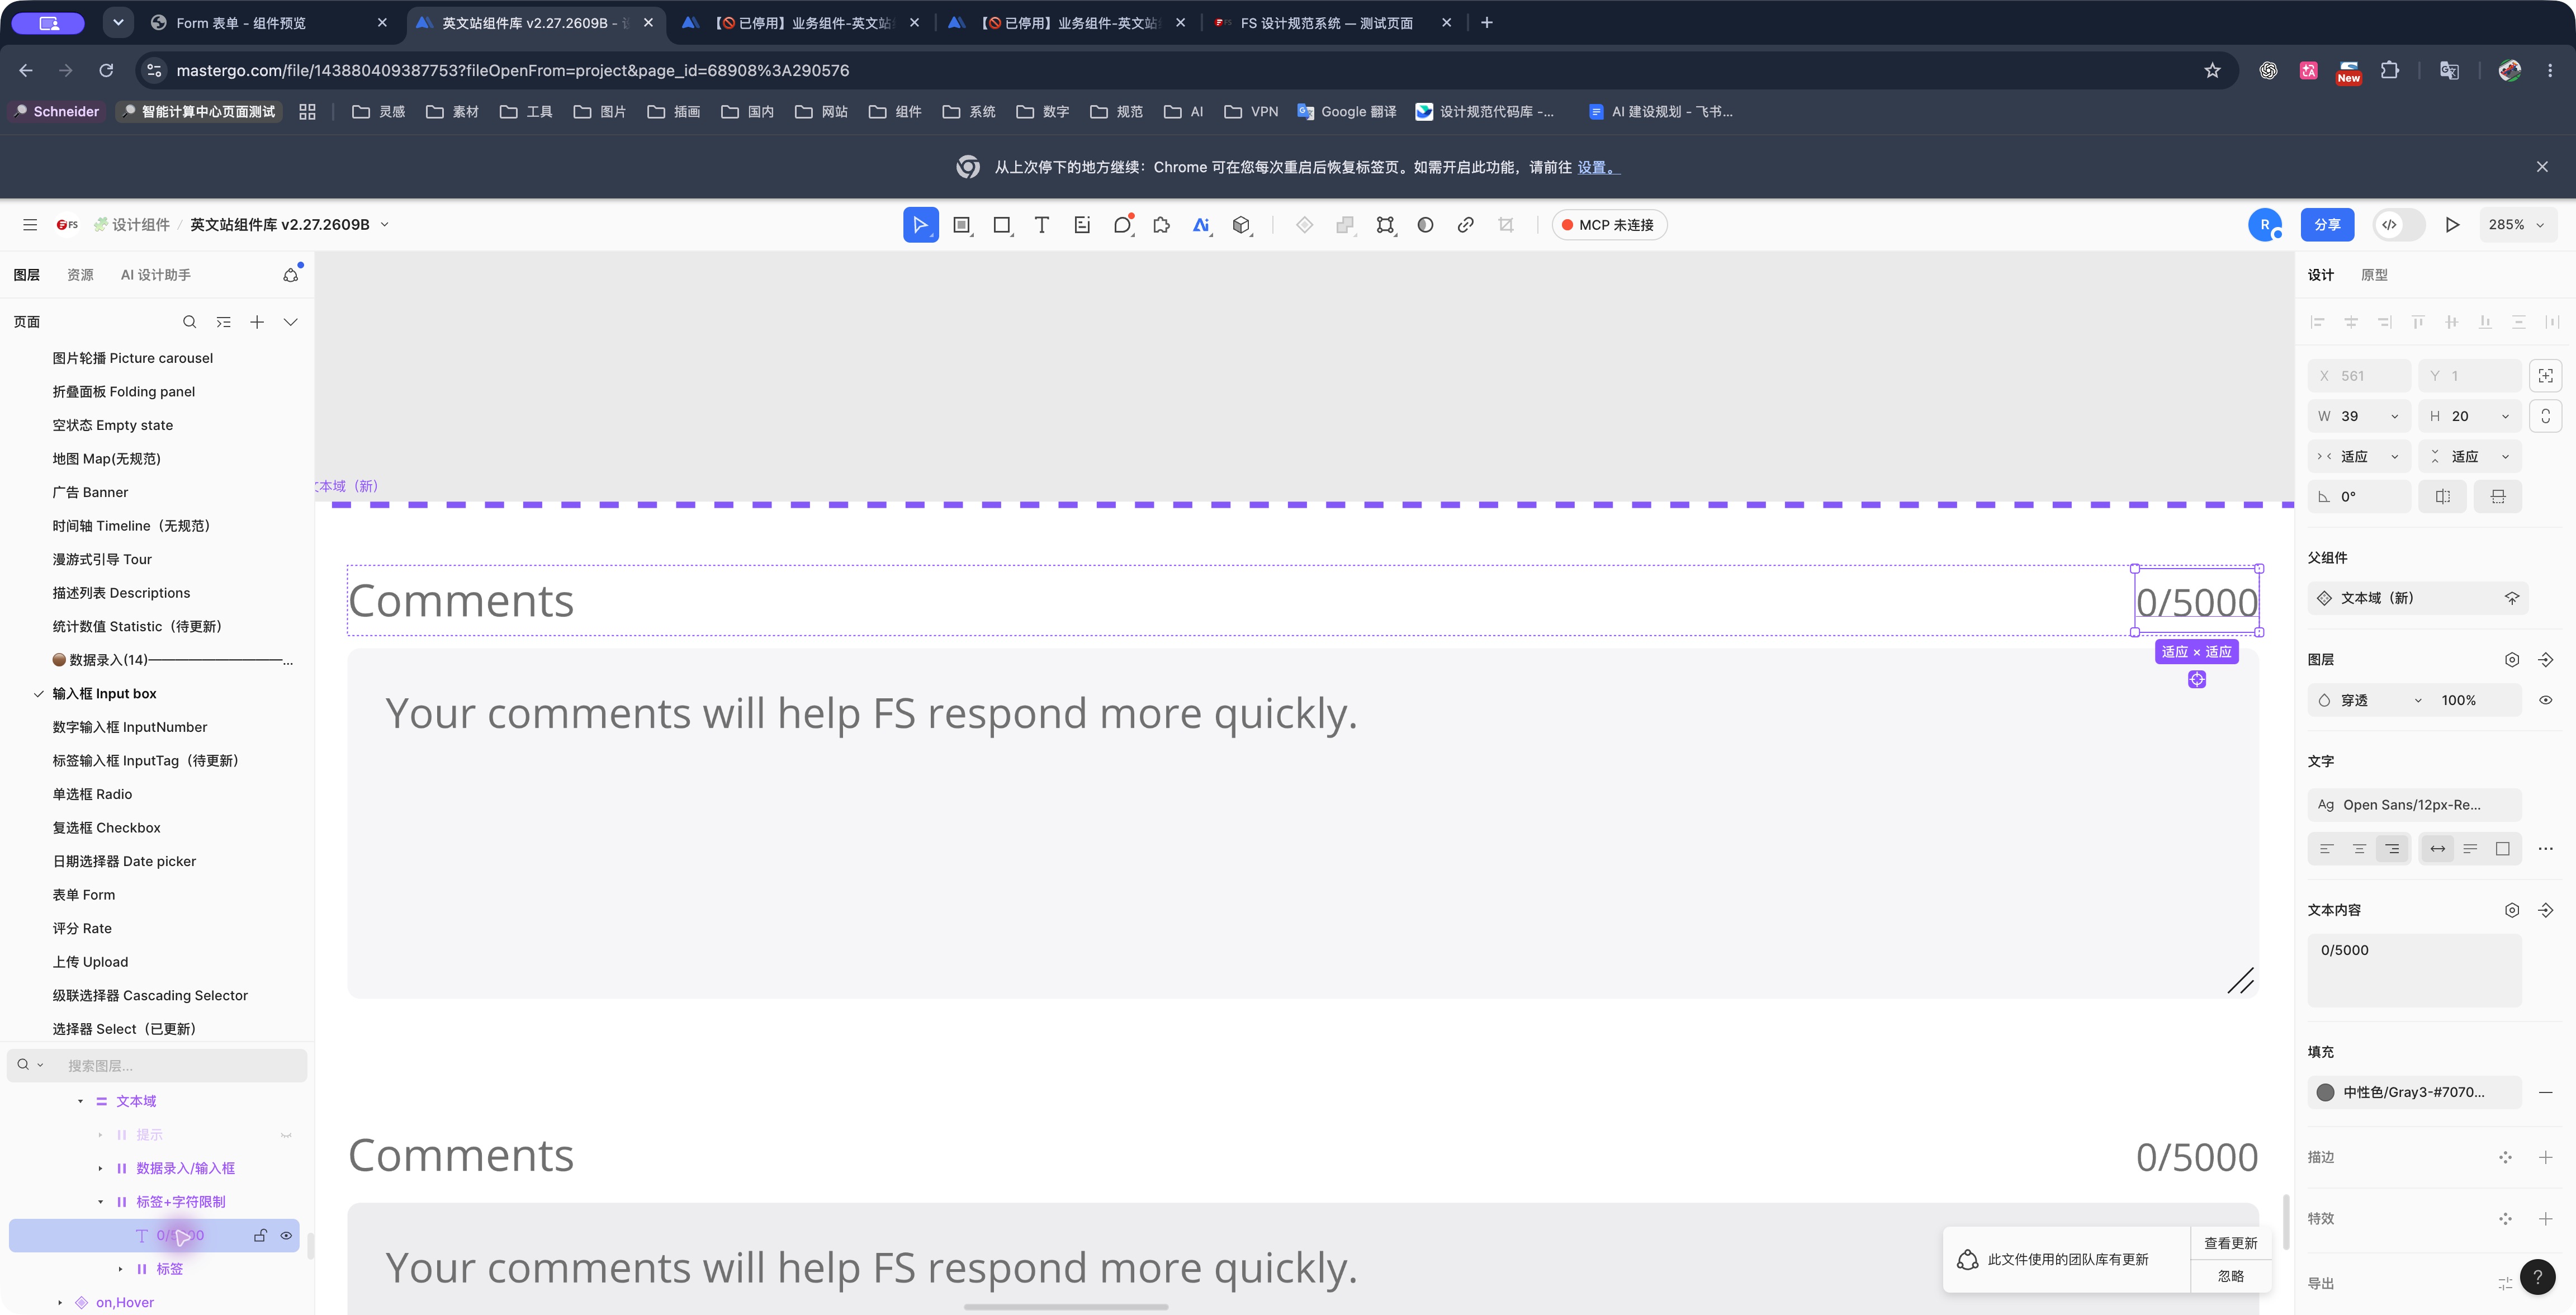 Form 表单 - 组件预览
英文站组件库 v2.27.2609B - 设
【🚫 已停用】业务组件-英文站
【🚫 已停用】业务组件-英文站
FS 设计规范系统 — 测试页面
mastergo.com/file/143880409387753?fileOpenFrom=project&page_id=68908%3A290576
New
Schneider
智能计算中心页面测试
灵感
素材
工具
图片
插画
国内
网站
组件
系统
数字
规范
AI
VPN
Google 翻译
设计规范代码库 -...
AI 建设规划 - 飞书...
从上次停下的地方继续：Chrome 可在您每次重启后恢复标签页。如需开启此功能，请前往 设置。
FS
设计组件 / 英文站组件库 v2.27.2609B
Ai
MCP 未连接
R
分享
285%
图层
资源
AI 设计助手
设计
原型
页面
图片轮播 Picture carousel
折叠面板 Folding panel
空状态 Empty state
地图 Map(无规范)
广告 Banner
时间轴 Timeline（无规范）
漫游式引导 Tour
描述列表 Descriptions
统计数值 Statistic（待更新）
数据录入(14)————————————...
输入框 Input box
数字输入框 InputNumber
标签输入框 InputTag（待更新）
单选框 Radio
复选框 Checkbox
日期选择器 Date picker
表单 Form
评分 Rate
上传 Upload
级联选择器 Cascading Selector
选择器 Select（已更新）
搜索图层...
文本域
提示
数据录入/输入框
标签+字符限制
0/5000
标签
on,Hover
文本域（新）
Comments
0/5000
适应 × 适应
Your comments will help FS respond more quickly.
Comments
0/5000
Your comments will help FS respond more quickly.
此文件使用的团队库有更新
查看更新
忽略
X 561
Y 1
W 39
H 20
适应
适应
0°
父组件
文本域（新）
图层
穿透
100%
文字
Ag Open Sans/12px-Re...
文本内容
0/5000
填充
中性色/Gray3-#7070...
描边
特效
导出
?